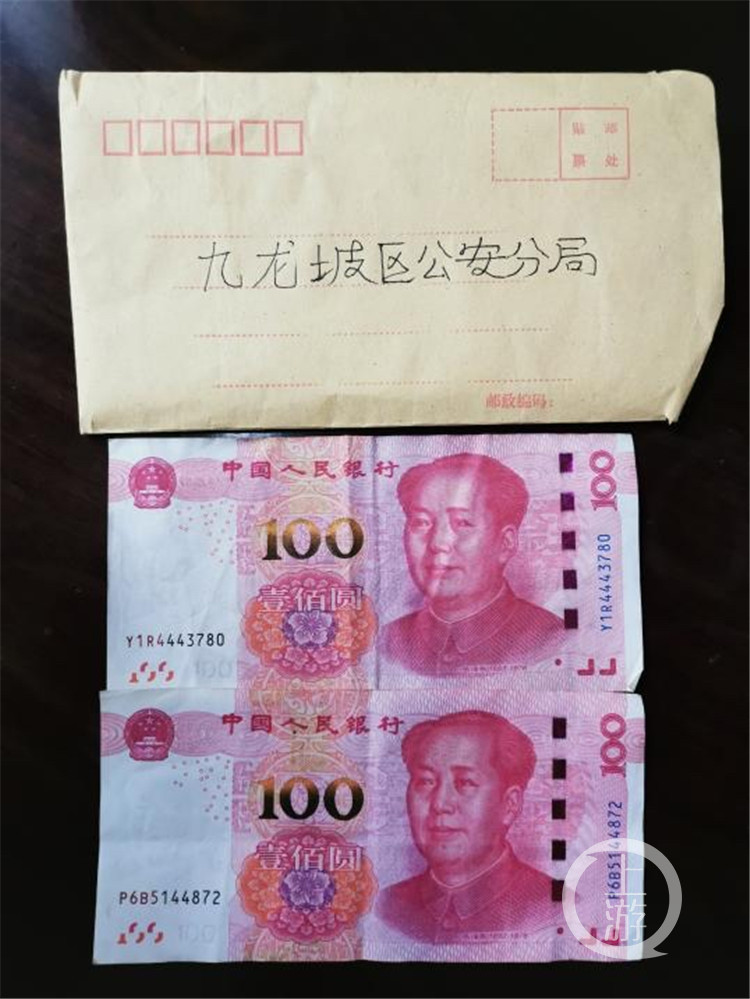 贴 邮
票 处
九龙坡区公安分局
邮政编码：
中国人民银行
100
100
壹佰圆
Y1R4443780
Y1R4443780
中国人民银行
100
100
壹佰圆
P6B5144872
P6B5144872
上游